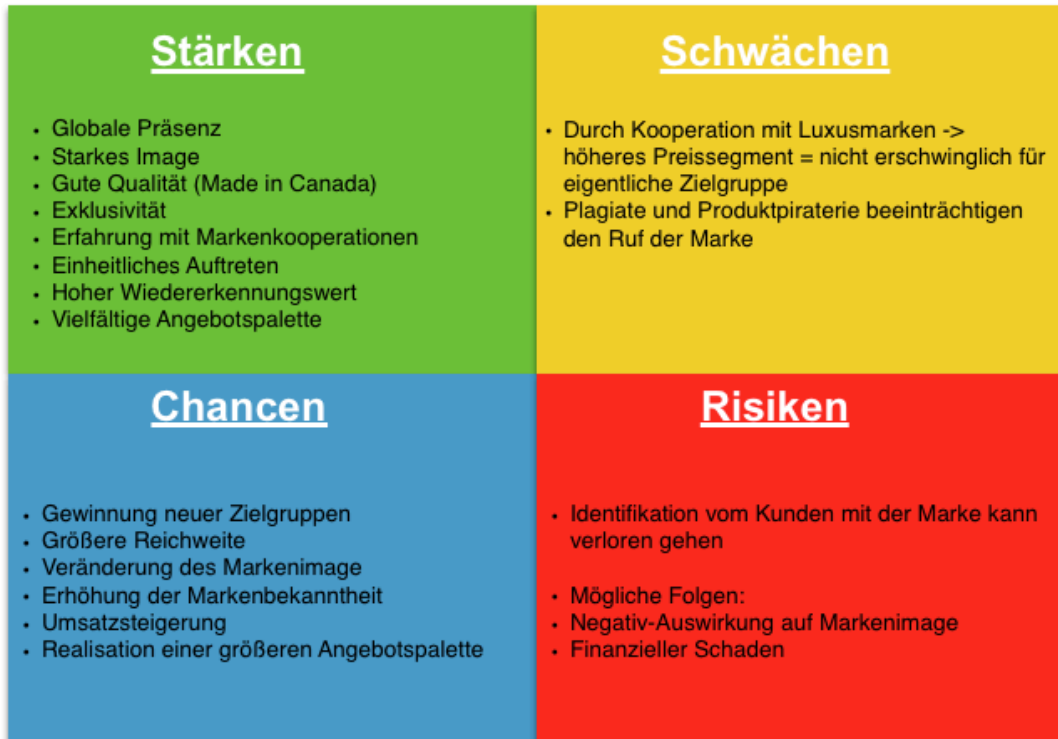 Stärken
• Globale Präsenz
• Starkes Image
• Gute Qualität (Made in Canada)
• Exklusivität
• Erfahrung mit Markenkooperationen
• Einheitliches Auftreten
• Hoher Wiedererkennungswert
• Vielfältige Angebotspalette
Schwächen
• Durch Kooperation mit Luxusmarken ->
höheres Preissegment = nicht erschwinglich für
eigentliche Zielgruppe
• Plagiate und Produktpiraterie beeinträchtigen
den Ruf der Marke
Chancen
• Gewinnung neuer Zielgruppen
• Größere Reichweite
• Veränderung des Markenimage
• Erhöhung der Markenbekanntheit
• Umsatzsteigerung
• Realisation einer größeren Angebotspalette
Risiken
• Identifikation vom Kunden mit der Marke kann
verloren gehen
• Mögliche Folgen:
• Negativ-Auswirkung auf Markenimage
• Finanzieller Schaden